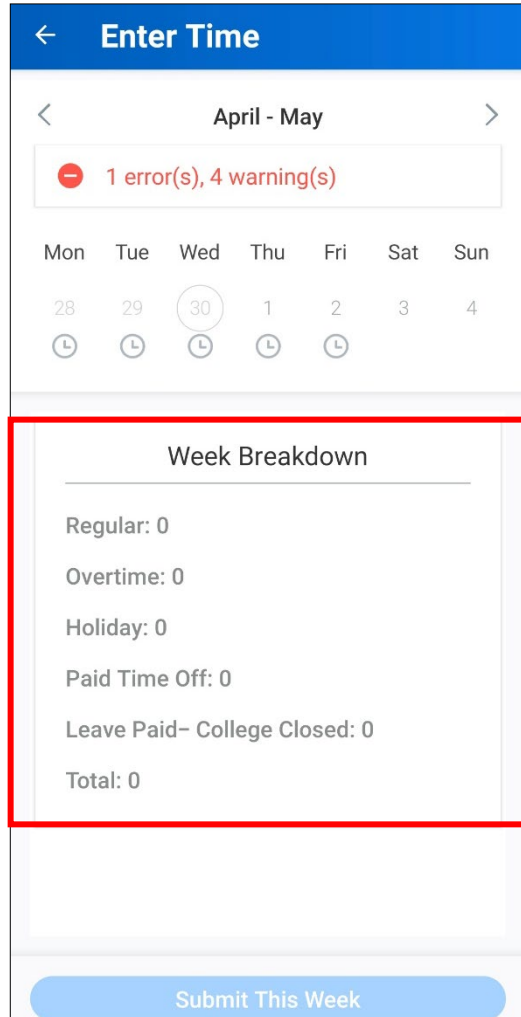 Enter Time
April - May
1 error(s), 4 warning(s)
Mon Tue Wed Thu Fri Sat Sun
28 29 30 1 2 3 4
Week Breakdown
Regular: 0
Overtime: 0
Holiday: 0
Paid Time Off: 0
Leave Paid– College Closed: 0
Total: 0
Submit This Week